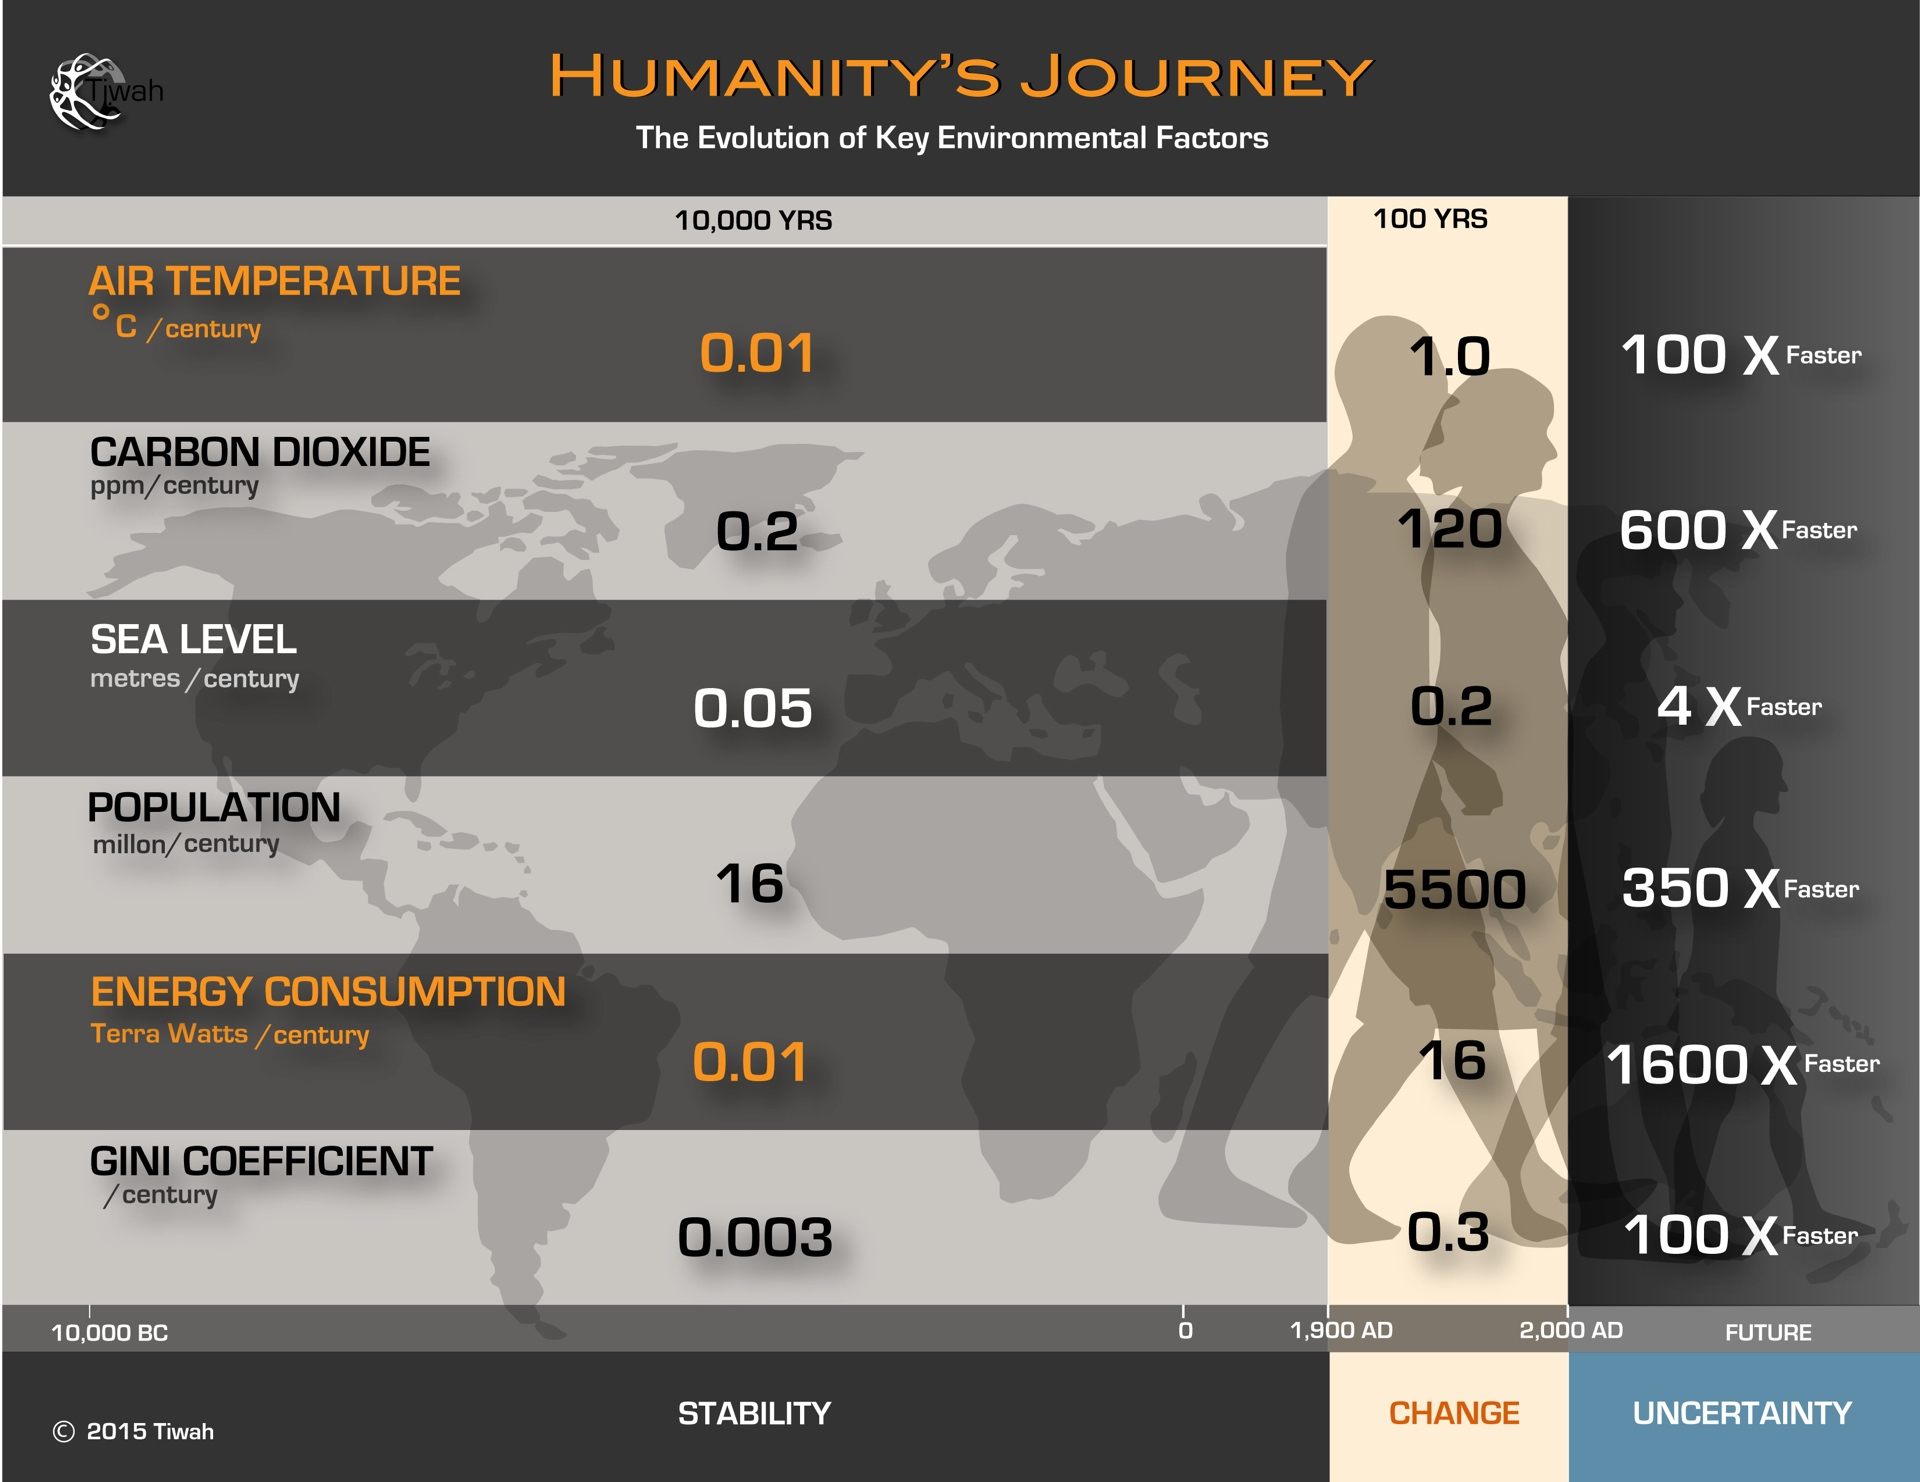 Tiwah
HUMANITY'S JOURNEY
The Evolution of Key Environmental Factors
10,000 YRS
100 YRS
AIR TEMPERATURE
°C /century
0.01
1.0
100 X Faster
CARBON DIOXIDE
ppm/century
0.2
120
600 X Faster
SEA LEVEL
metres/century
0.05
0.2
4 X Faster
POPULATION
millon/century
16
5500
350 X Faster
ENERGY CONSUMPTION
Terra Watts /century
0.01
16
1600 X Faster
GINI COEFFICIENT
/century
0.003
0.3
100 X Faster
10,000 BC
0
1,900 AD
2,000 AD
FUTURE
STABILITY
CHANGE
UNCERTAINTY
© 2015 Tiwah